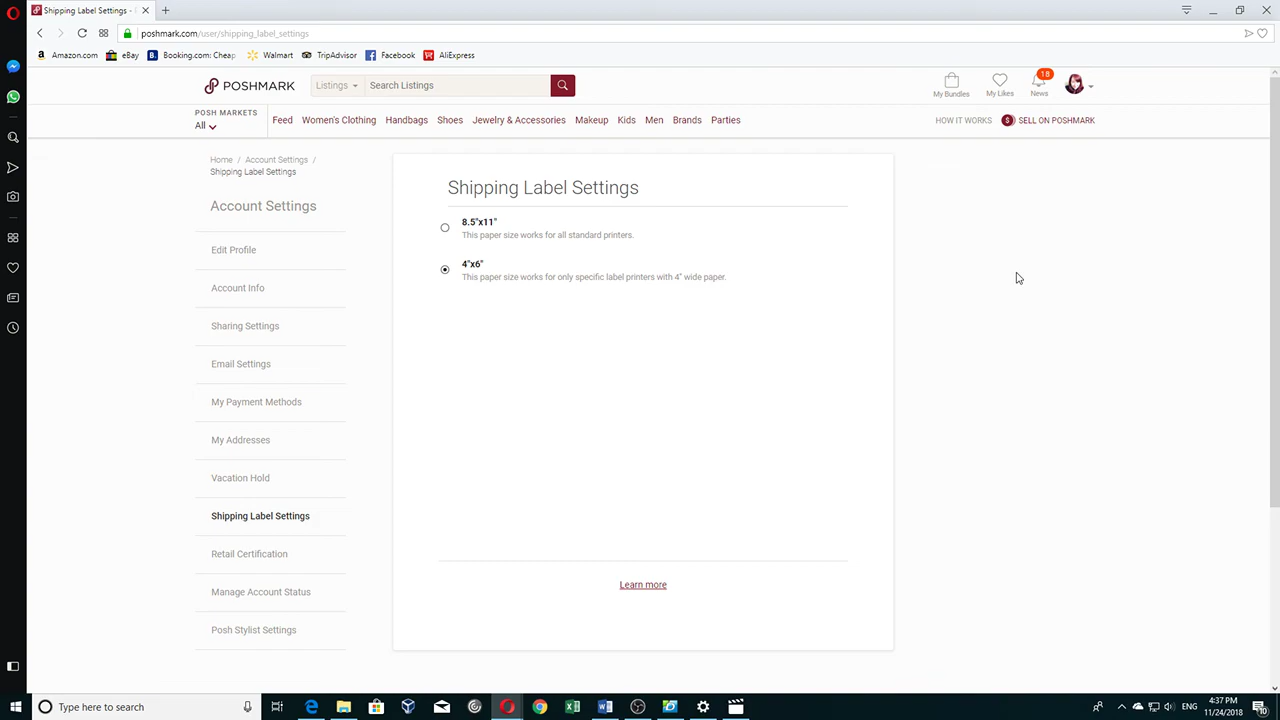 Shipping Label Settings -
poshmark.com/user/shipping_label_settings
Amazon.com eBay Booking.com: Cheap Walmart TripAdvisor Facebook AliExpress
POSHMARK Listings Search Listings My Bundles My Likes 18 News
POSH MARKETS
All
Feed Women's Clothing Handbags Shoes Jewelry & Accessories Makeup Kids Men Brands Parties HOW IT WORKS $ SELL ON POSHMARK
Home / Account Settings /
Shipping Label Settings
Account Settings
Edit Profile
Account Info
Sharing Settings
Email Settings
My Payment Methods
My Addresses
Vacation Hold
Shipping Label Settings
Retail Certification
Manage Account Status
Posh Stylist Settings
Shipping Label Settings
8.5"x11"
This paper size works for all standard printers.
4"x6"
This paper size works for only specific label printers with 4" wide paper.
Learn more
Type here to search
ENG
4:37 PM
11/24/2018